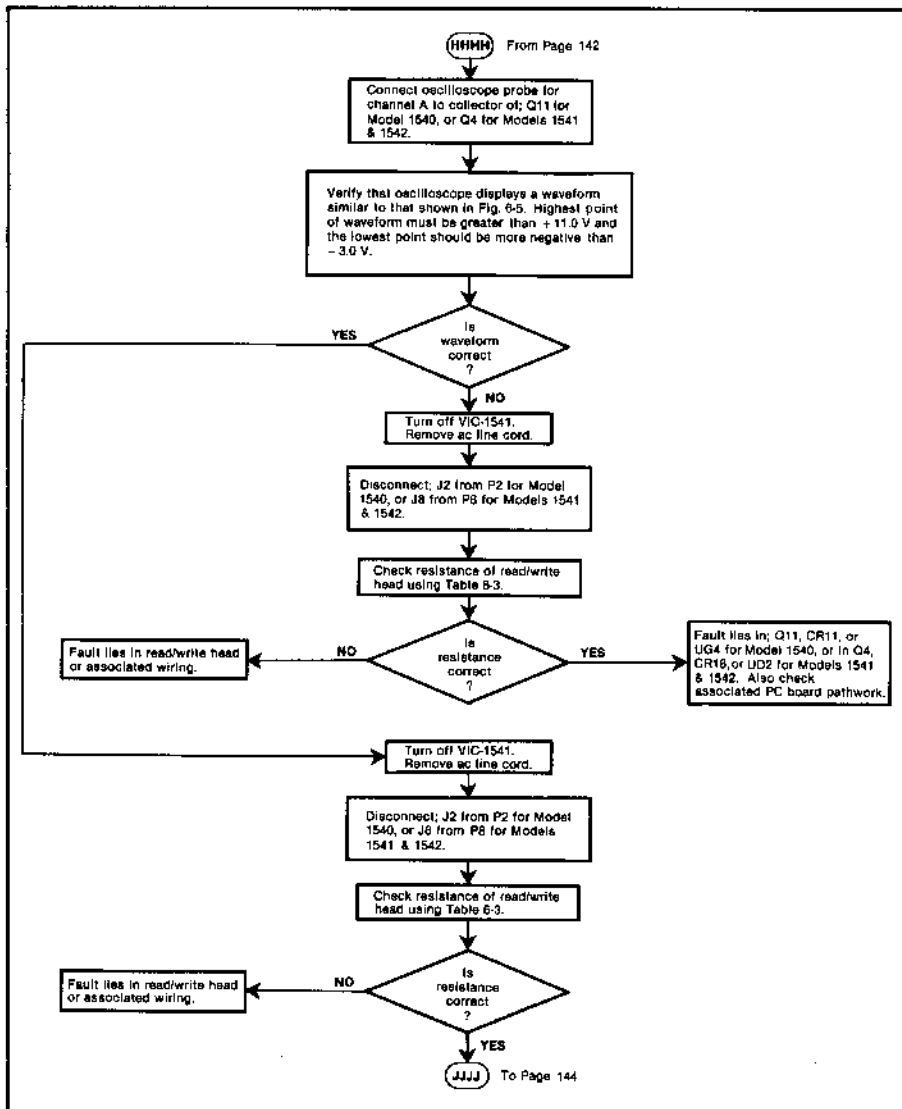 HHHH From Page 142
Connect oscilloscope probe for
channel A to collector of; Q11 for
Model 1540, or Q4 for Models 1541
& 1542.
Verify that oscilloscope displays a waveform
similar to that shown in Fig. 6-5. Highest point
of waveform must be greater than + 11.0 V and
the lowest point should be more negative than
– 3.0 V.
YES
Is
waveform
correct
?
NO
Turn off VIC-1541.
Remove ac line cord.
Disconnect; J2 from P2 for Model
1540, or J8 from P8 for Models 1541
& 1542.
Check resistance of read/write
head using Table 6-3.
Fault lies in read/write head
or associated wiring.
NO
Is
resistance
correct
?
YES
Fault lies in; Q11, CR11, or
UG4 for Model 1540, or in Q4,
CR18, or UD2 for Models 1541
& 1542. Also check
associated PC board pathwork.
Turn off VIC-1541.
Remove ac line cord.
Disconnect; J2 from P2 for Model
1540, or J8 from P8 for Models
1541 & 1542.
Check resistance of read/write
head using Table 6-3.
Fault lies in read/write head
or associated wiring.
NO
Is
resistance
correct
?
YES
JJJJ To Page 144